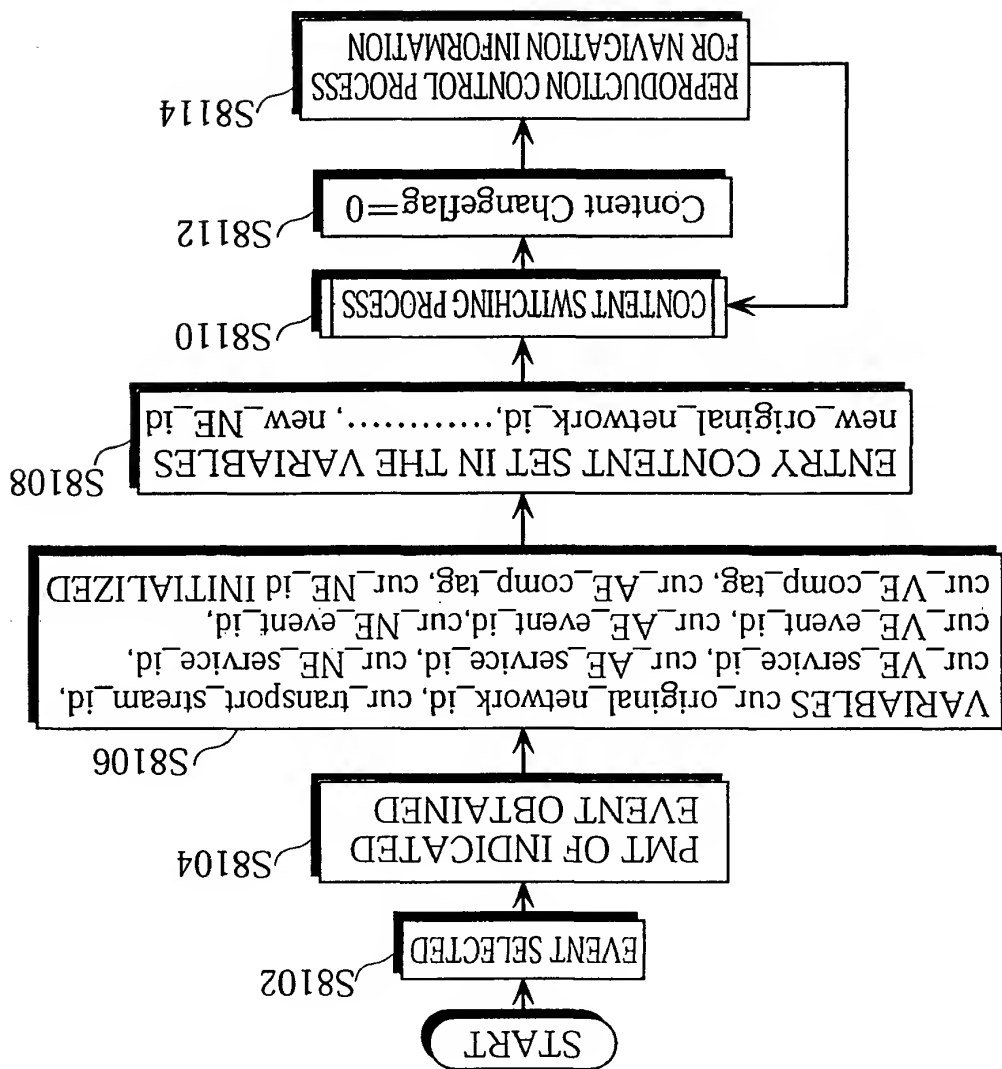 START
EVENT SELECTED
S8102
PMT OF INDICATED
EVENT OBTAINED
S8104
VARIABLES cur_original_network_id, cur_transport_stream_id,
cur_VE_service_id, cur_AE_service_id, cur_NE_service_id,
cur_VE_event_id, cur_AE_event_id,cur_NE_event_id,
cur_VE_comp_tag, cur_AE_comp_tag, cur_NE_id INITIALIZED
S8106
ENTRY CONTENT SET IN THE VARIABLES
new_original_network_id,............, new_NE_id
S8108
CONTENT SWITCHING PROCESS
S8110
Content Changeflag=0
S8112
REPRODUCTION CONTROL PROCESS
FOR NAVIGATION INFORMATION
S8114